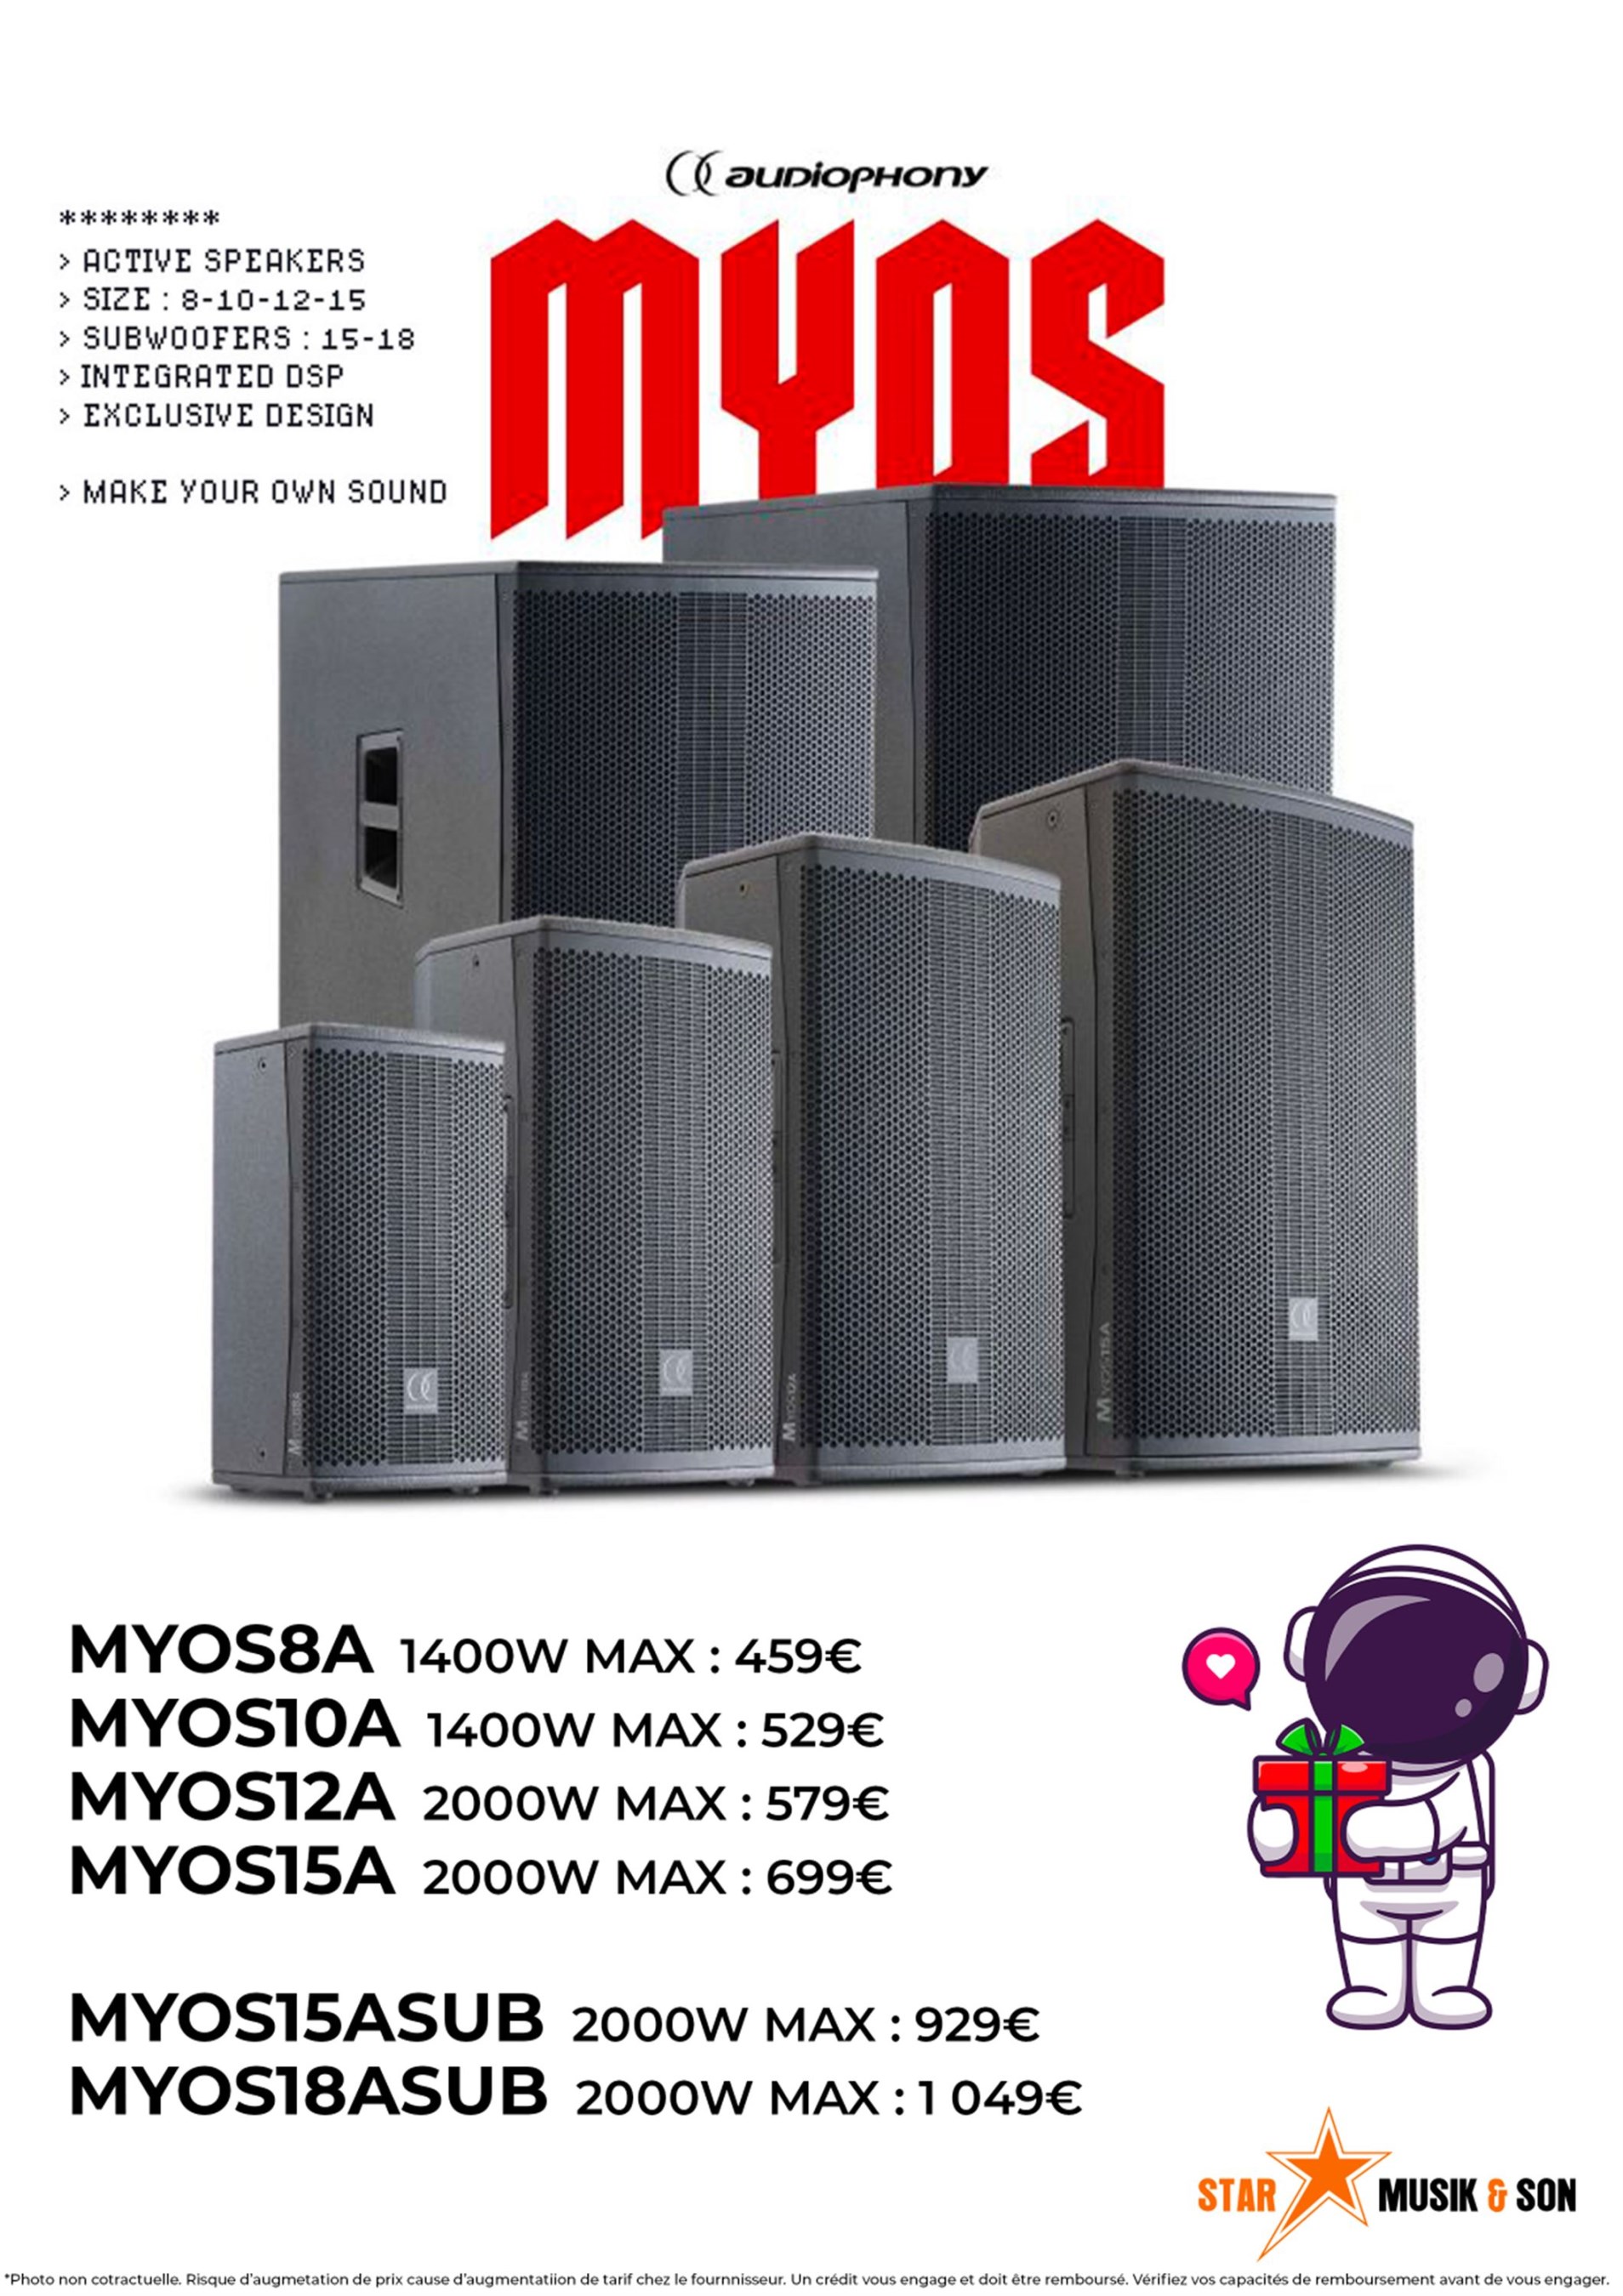 audiophony
MYOS
********
> ACTIVE SPEAKERS
> SIZE : 8-10-12-15
> SUBWOOFERS : 15-18
> INTEGRATED DSP
> EXCLUSIVE DESIGN
> MAKE YOUR OWN SOUND
MYOS12A
MYOS15A
MYOS8A 1400W MAX : 459€
MYOS10A 1400W MAX : 529€
MYOS12A 2000W MAX : 579€
MYOS15A 2000W MAX : 699€
MYOS15ASUB 2000W MAX : 929€
MYOS18ASUB 2000W MAX : 1 049€
STAR MUSIK & SON
*Photo non cotractuelle. Risque d'augmetation de prix cause d'augmentatiion de tarif chez le fournnisseur. Un crédit vous engage et doit être remboursé. Vérifiez vos capacités de remboursement avant de vous engager.